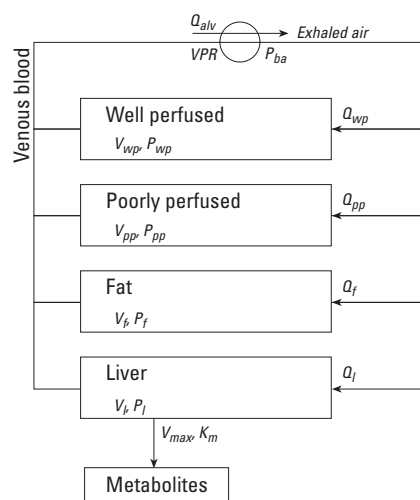 Q_alv
Exhaled air
VPR
P_ba
Venous blood
Well perfused
Q_wp
V_wp, P_wp
Poorly perfused
Q_pp
V_pp, P_pp
Fat
Q_f
V_f, P_f
Liver
Q_l
V_l, P_l
V_max, K_m
Metabolites